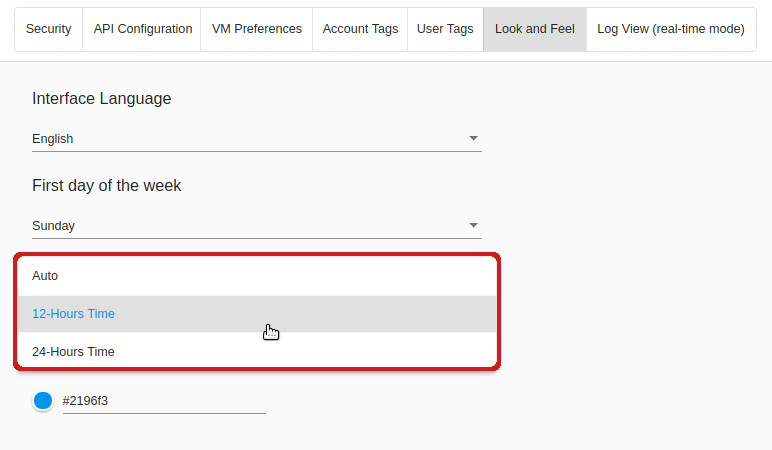 Security API Configuration VM Preferences Account Tags User Tags Look and Feel Log View (real-time mode)
Interface Language
English
First day of the week
Sunday
Auto
12-Hours Time
24-Hours Time
#2196f3